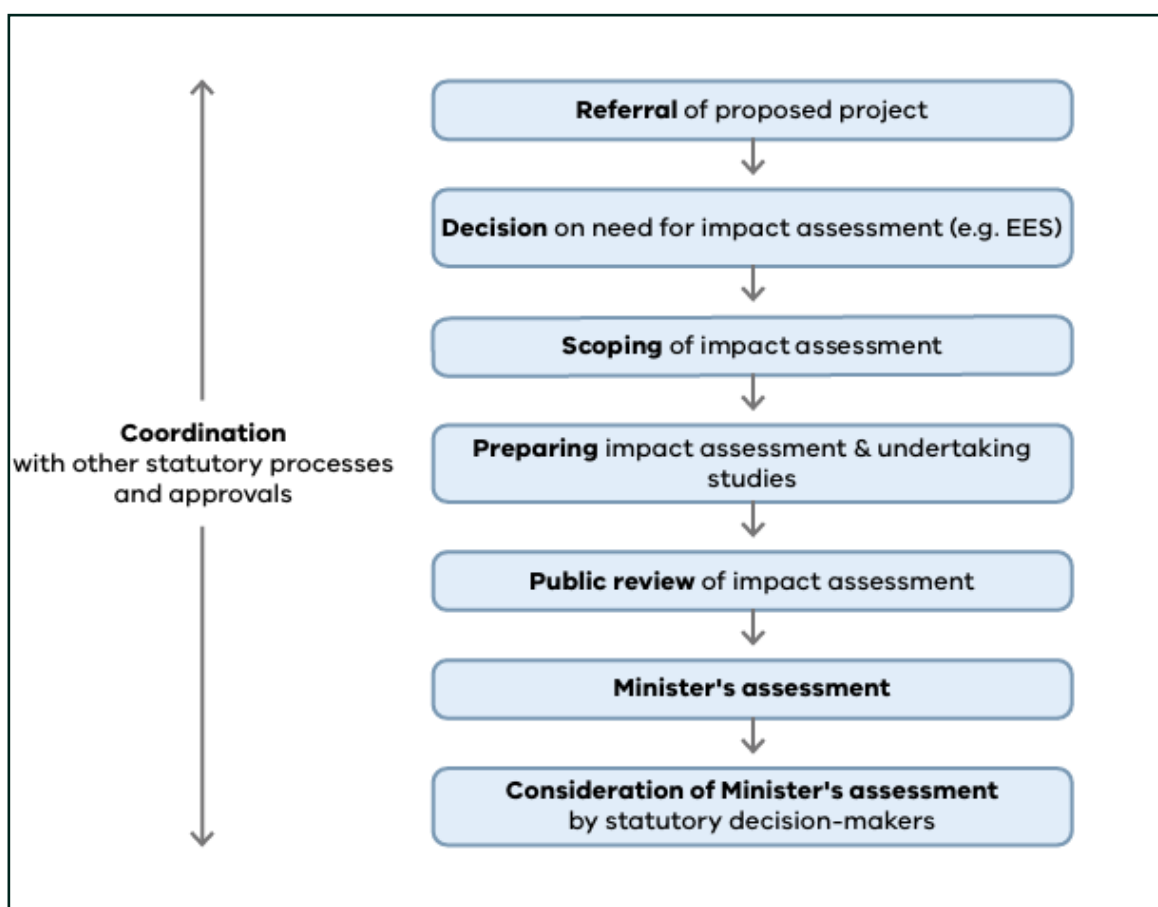 Referral of proposed project
Decision on need for impact assessment (e.g. EES)
Scoping of impact assessment
Coordination
with other statutory processes
and approvals
Preparing impact assessment & undertaking
studies
Public review of impact assessment
Minister's assessment
Consideration of Minister's assessment
by statutory decision-makers